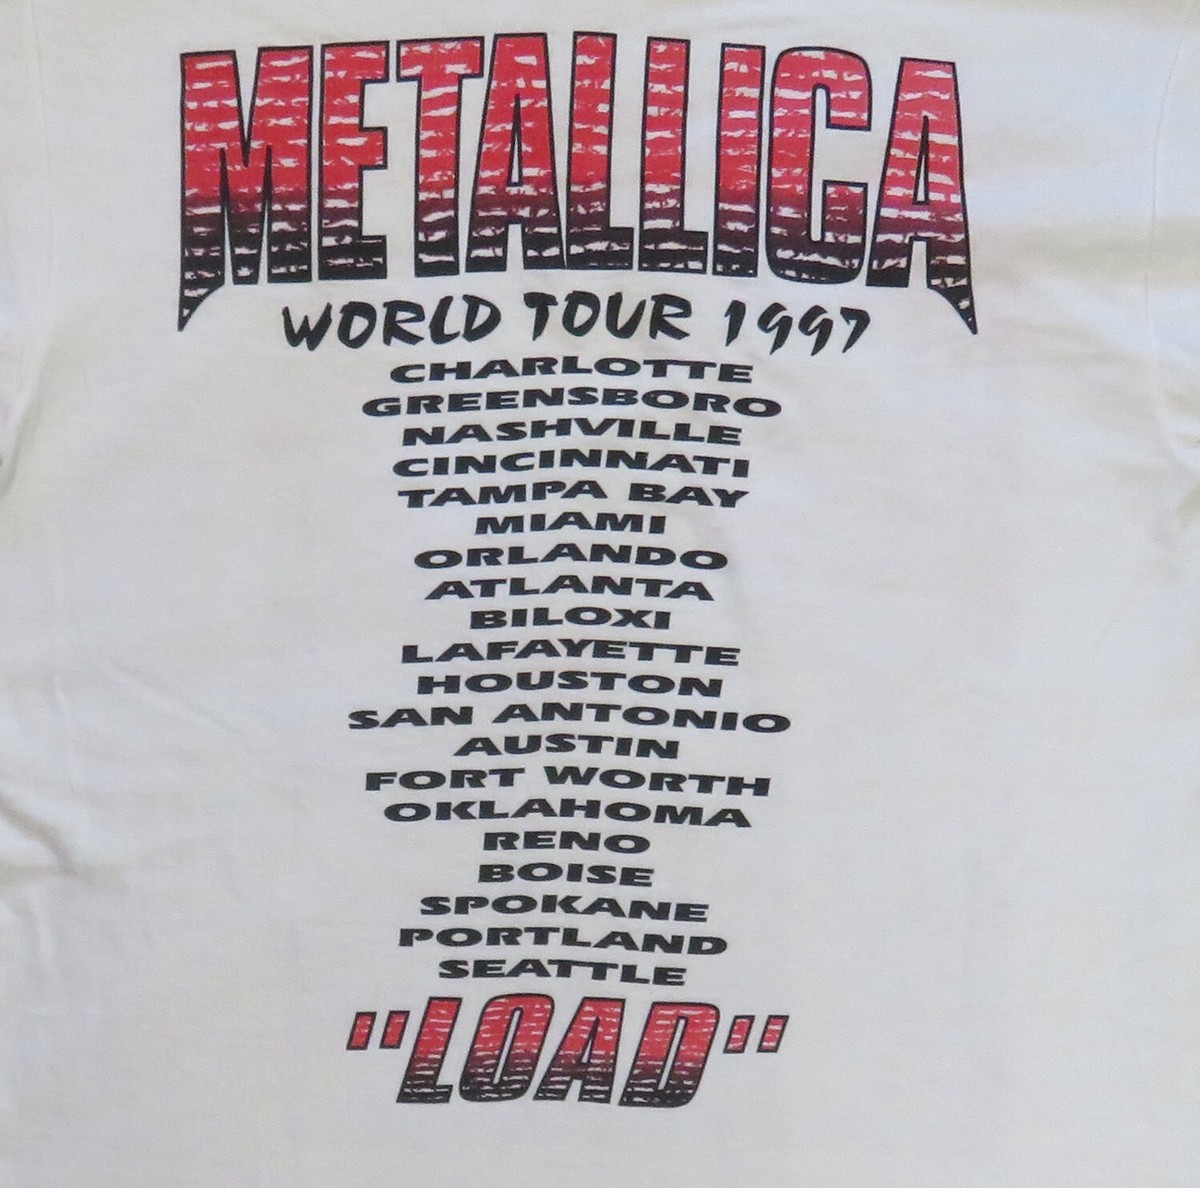 METALLICA
WORLD TOUR 1997
CHARLOTTE
GREENSBORO
NASHVILLE
CINCINNATI
TAMPA BAY
MIAMI
ORLANDO
ATLANTA
BILOXI
LAFAYETTE
HOUSTON
SAN ANTONIO
AUSTIN
FORT WORTH
OKLAHOMA
RENO
BOISE
SPOKANE
PORTLAND
SEATTLE
"LOAD"